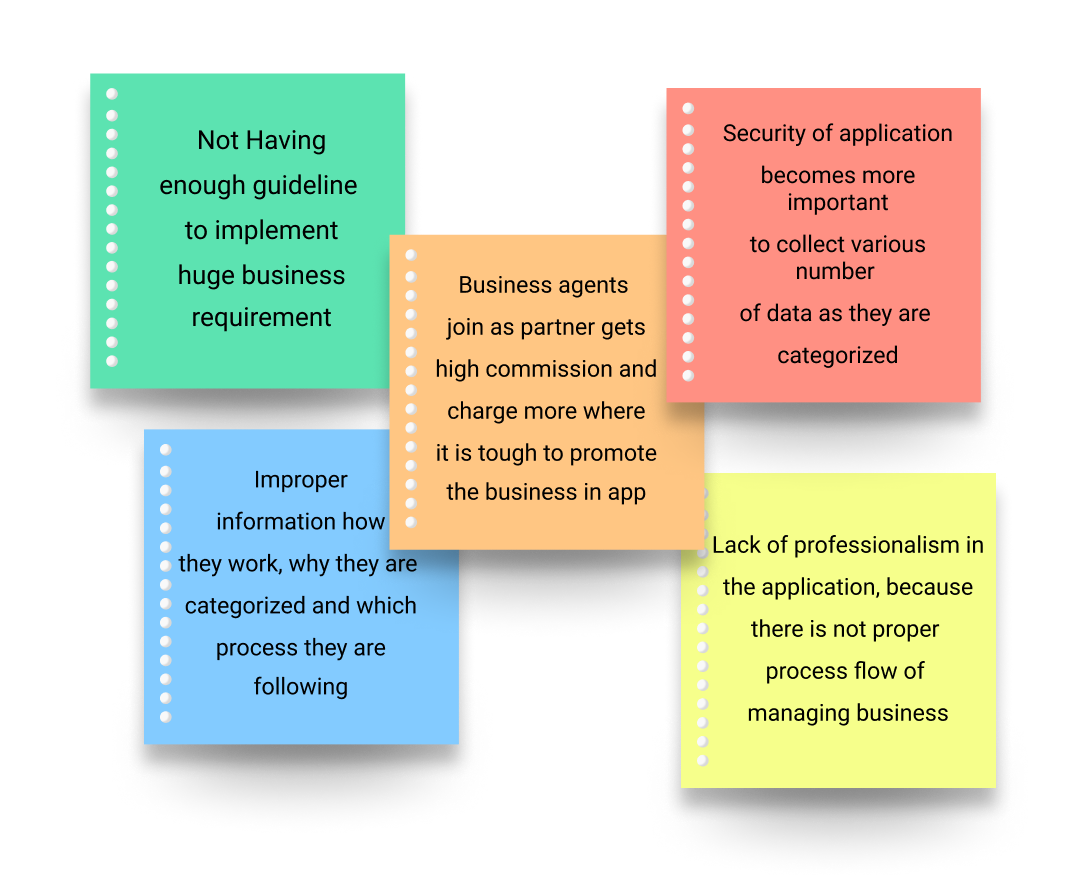 Not Having
enough guideline
to implement
huge business
requirement
Security of application
becomes more
important
to collect various
number
of data as they are
categorized
Business agents
join as partner gets
high commission and
charge more where
it is tough to promote
the business in app
Improper
information how
they work, why they are
categorized and which
process they are
following
Lack of professionalism in
the application, because
there is not proper
process flow of
managing business